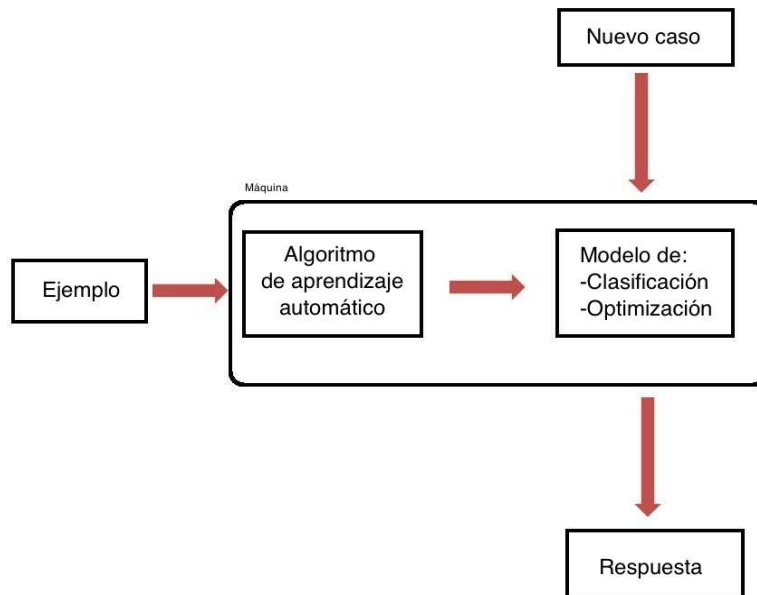 Nuevo caso
Máquina
Ejemplo
Algoritmo
de aprendizaje
automático
Modelo de:
-Clasificación
-Optimización
Respuesta